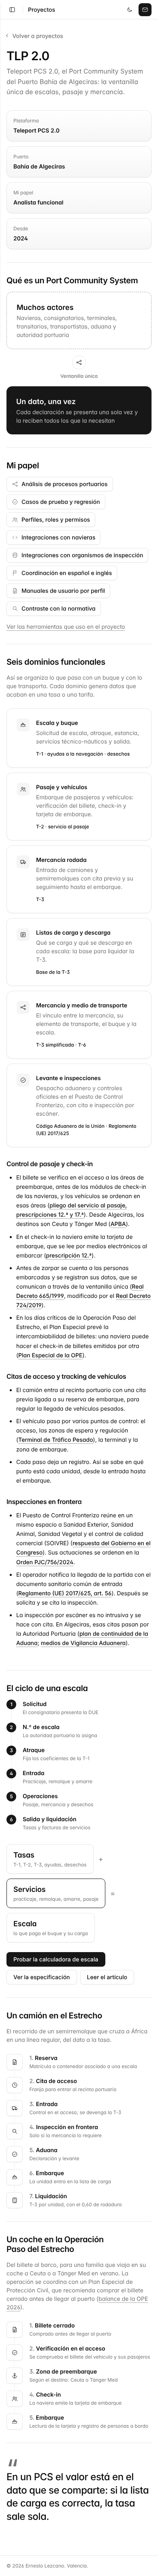 Proyectos
Volver a proyectos
TLP 2.0
Teleport PCS 2.0, el Port Community System
del Puerto Bahía de Algeciras: la ventanilla
única de escalas, pasaje y mercancía.
Plataforma
Teleport PCS 2.0
Puerto
Bahía de Algeciras
Mi papel
Analista funcional
Desde
2024
Qué es un Port Community System
Muchos actores
Navieras, consignatarios, terminales,
transitarios, transportistas, aduana y
autoridad portuaria
Ventanilla única
Un dato, una vez
Cada declaración se presenta una sola vez y
la reciben todos los que la necesitan
Mi papel
Análisis de procesos portuarios
Casos de prueba y regresión
Perfiles, roles y permisos
Integraciones con navieras
Integraciones con organismos de inspección
Coordinación en español e inglés
Manuales de usuario por perfil
Contraste con la normativa
Ver las herramientas que uso en el proyecto
Seis dominios funcionales
Así se organiza lo que pasa con un buque y con lo
que transporta. Cada dominio genera datos que
acaban en una tasa o una tarifa.
Escala y buque
Solicitud de escala, atraque, estancia,
servicios técnico-náuticos y salida.
T-1 · ayudas a la navegación · desechos
Pasaje y vehículos
Embarque de pasajeros y vehículos:
verificación del billete, check-in y
tarjeta de embarque.
T-2 · servicio al pasaje
Mercancía rodada
Entrada de camiones y
semirremolques con cita previa y su
seguimiento hasta el embarque.
T-3
Listas de carga y descarga
Qué se carga y qué se descarga en
cada escala: la base para liquidar la
T-3.
Base de la T-3
Mercancía y medio de transporte
El vínculo entre la mercancía, su
elemento de transporte, el buque y la
escala.
T-3 simplificada · T-6
Levante e inspecciones
Despacho aduanero y controles
oficiales en el Puesto de Control
Fronterizo, con cita e inspección por
escáner.
Código Aduanero de la Unión · Reglamento
(UE) 2017/625
Control de pasaje y check-in
El billete se verifica en el acceso a las áreas de
preembarque, antes de los módulos de check-in
de las navieras, y los vehículos se canalizan
en esas áreas (pliego del servicio al pasaje,
prescripciones 12.ª y 17.ª). Desde Algeciras, los
destinos son Ceuta y Tánger Med (APBA).
En el check-in la naviera emite la tarjeta de
embarque, que se lee por medios electrónicos al
embarcar (prescripción 12.ª).
Antes de zarpar se cuenta a las personas
embarcadas y se registran sus datos, que se
comunican a través de la ventanilla única (Real
Decreto 665/1999, modificado por el Real Decreto
724/2019).
En los días críticos de la Operación Paso del
Estrecho, el Plan Especial prevé la
intercambiabilidad de billetes: una naviera puede
hacer el check-in de billetes emitidos por otra
(Plan Especial de la OPE).
Citas de acceso y tracking de vehículos
El camión entra al recinto portuario con una cita
previa ligada a su reserva de embarque, para
regular la llegada de vehículos pesados.
El vehículo pasa por varios puntos de control: el
acceso, las zonas de espera y regulación
(Terminal de Tráfico Pesado), la terminal y la
zona de embarque.
Cada paso deja un registro. Así se sabe en qué
punto está cada unidad, desde la entrada hasta
el embarque.
Inspecciones en frontera
El Puesto de Control Fronterizo reúne en un
mismo espacio a Sanidad Exterior, Sanidad
Animal, Sanidad Vegetal y el control de calidad
comercial (SOIVRE) (respuesta del Gobierno en el
Congreso). Sus actuaciones se ordenan en la
Orden PJC/756/2024.
El operador notifica la llegada de la partida con el
documento sanitario común de entrada
(Reglamento (UE) 2017/625, art. 56). Después se
solicita y se cita la inspección.
La inspección por escáner es no intrusiva y se
hace con cita. En Algeciras, esas citas pasan por
la Autoridad Portuaria (plan de continuidad de la
Aduana; medios de Vigilancia Aduanera).
El ciclo de una escala
1
Solicitud
El consignatario presenta la DUE
2
N.º de escala
La autoridad portuaria lo asigna
3
Atraque
Fija los coeficientes de la T-1
4
Entrada
Practicaje, remolque y amarre
5
Operaciones
Pasaje, mercancía y desechos
6
Salida y liquidación
Tasas y facturas de servicios
Tasas
T-1, T-2, T-3, ayudas, desechos
+
Servicios
practicaje, remolque, amarre, pasaje
=
Escala
lo que paga el buque y su carga
Probar la calculadora de escala
Ver la especificación
Leer el artículo
Un camión en el Estrecho
El recorrido de un semirremolque que cruza a África
en una línea regular, del dato a la tasa.
1. Reserva
Matrícula o contenedor asociado a una escala
2. Cita de acceso
Franja para entrar al recinto portuario
3. Entrada
Control en el acceso; se devenga la T-3
4. Inspección en frontera
Solo si la mercancía lo requiere
5. Aduana
Declaración y levante
6. Embarque
La unidad entra en la lista de carga
7. Liquidación
T-3 por unidad, con el 0,60 de rodadura
Un coche en la Operación
Paso del Estrecho
Del billete al barco, para una familia que viaja en su
coche a Ceuta o a Tánger Med en verano. La
operación se coordina con un Plan Especial de
Protección Civil, que recomienda comprar el billete
cerrado antes de llegar al puerto (balance de la OPE
2026).
1. Billete cerrado
Comprado antes de llegar al puerto
2. Verificación en el acceso
Se comprueba el billete del vehículo y sus pasajeros
3. Zona de preembarque
Según el destino: Ceuta o Tánger Med
4. Check-in
La naviera emite la tarjeta de embarque
5. Embarque
Lectura de la tarjeta y registro de personas a bordo
En un PCS el valor está en el
dato que se comparte: si la lista
de carga es correcta, la tasa
sale sola.
© 2026 Ernesto Lezcano. Valencia.